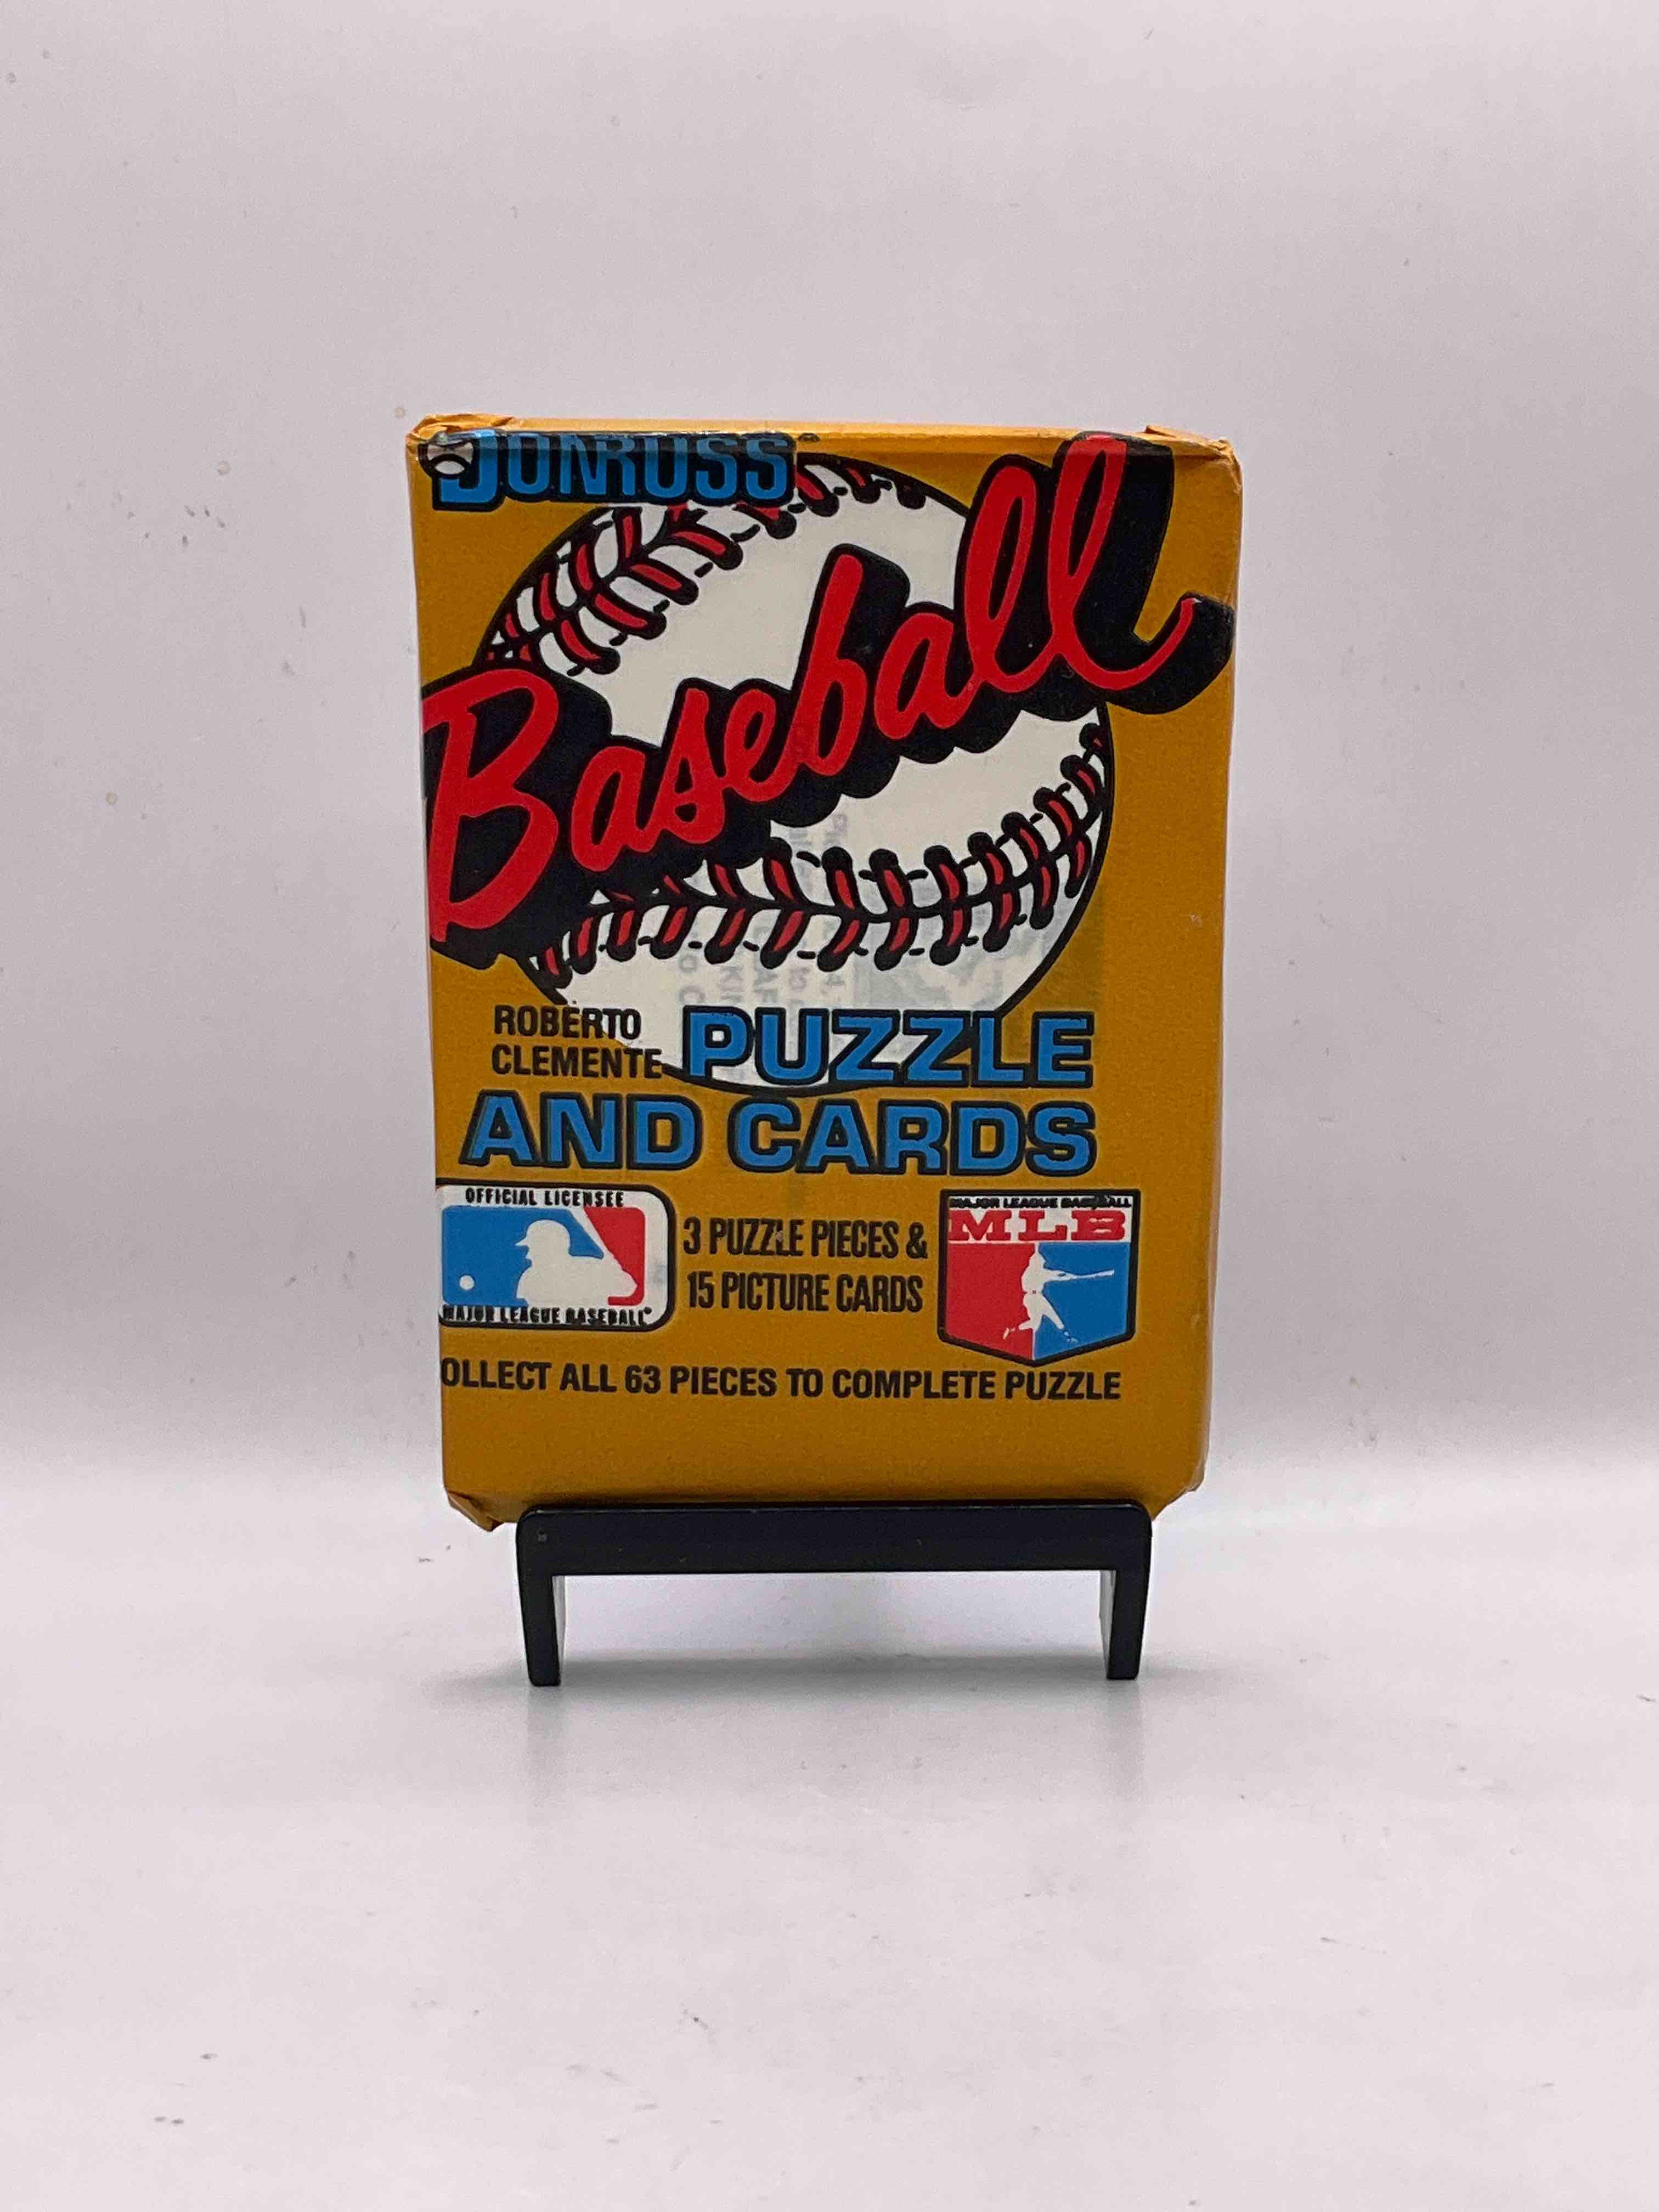 DONRUSS
Baseball
ROBERTO
CLEMENTE
PUZZLE
AND CARDS
OFFICIAL LICENSEE
MAJOR LEAGUE BASEBALL
3 PUZZLE PIECES &
15 PICTURE CARDS
MAJOR LEAGUE BASEBALL
MLB
OLLECT ALL 63 PIECES TO COMPLETE PUZZLE